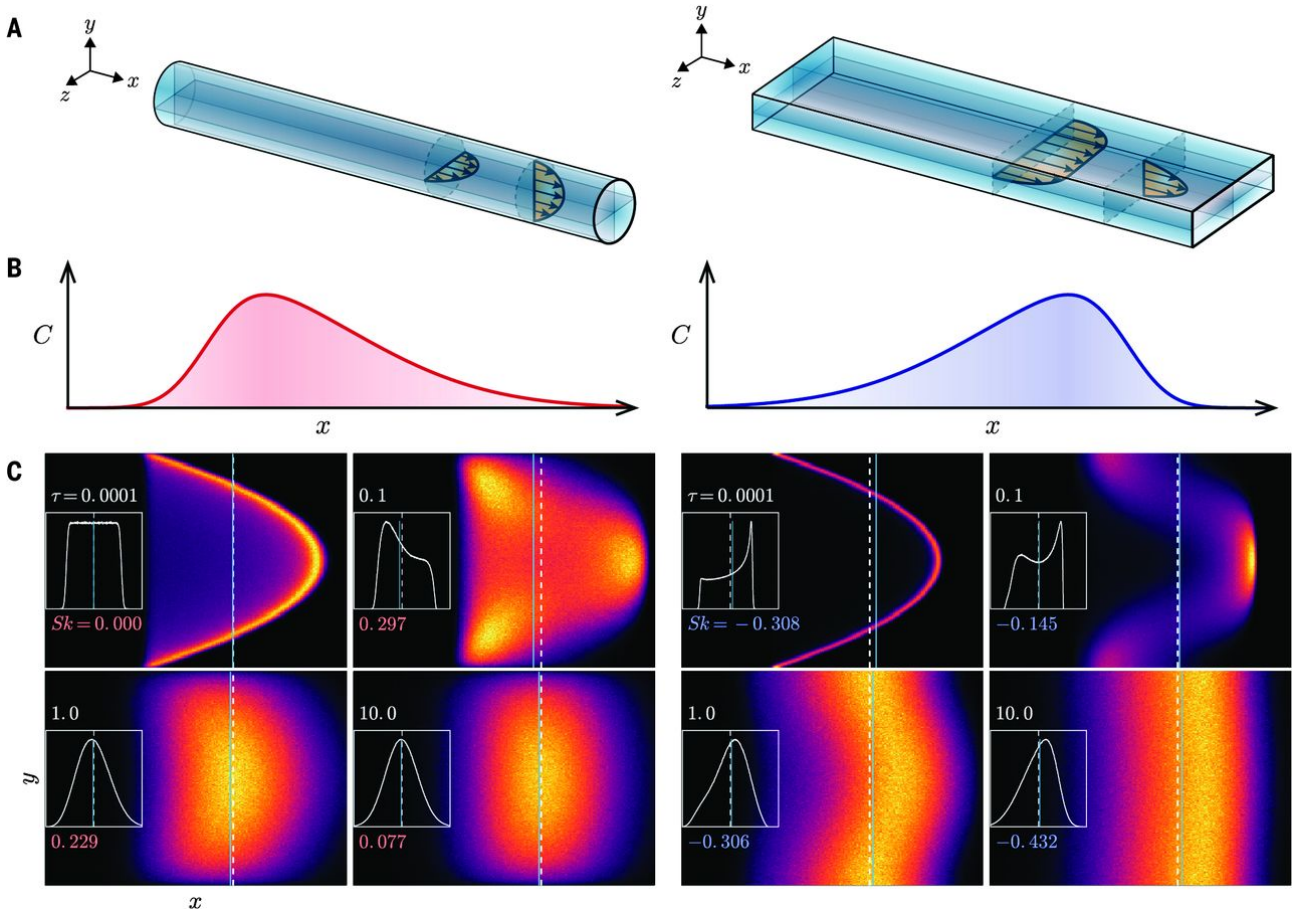 A
y
x
z
y
x
z
B
C
x
C
x
C
τ = 0.0001
Sk = 0.000
0.1
0.297
τ = 0.0001
Sk = −0.308
0.1
−0.145
1.0
0.229
10.0
0.077
1.0
−0.306
10.0
−0.432
y
x